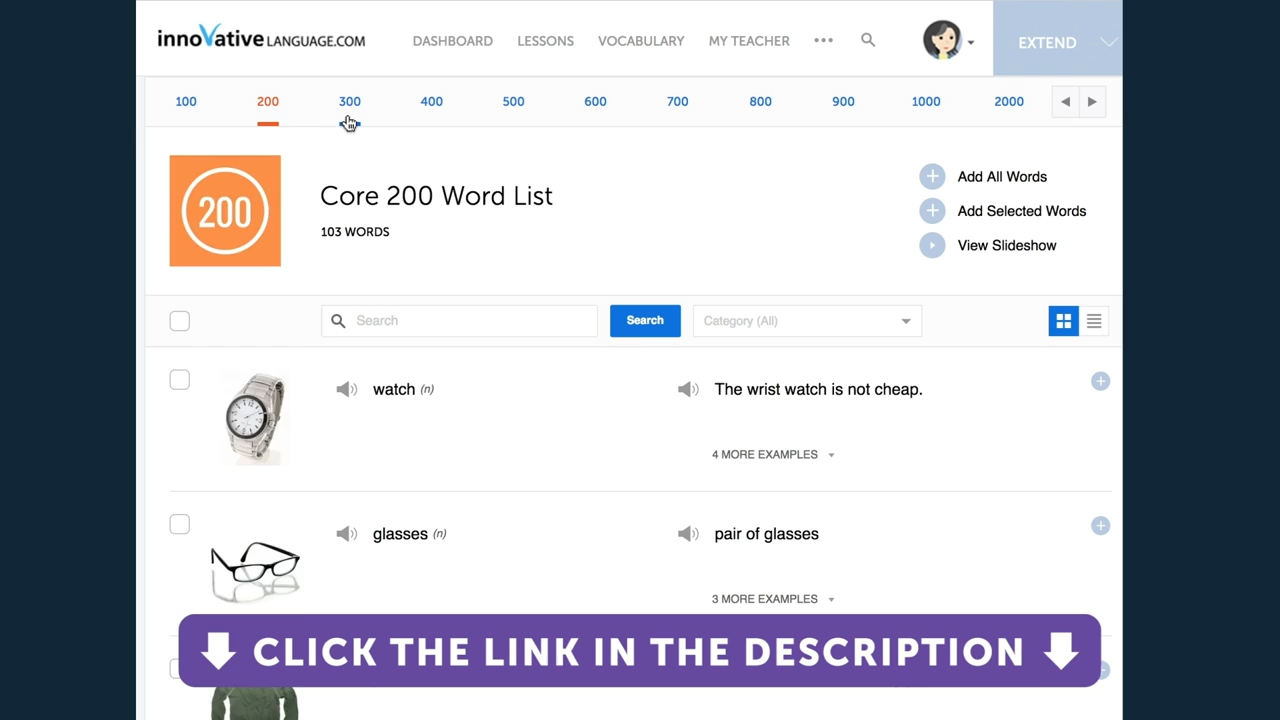 innoVative LANGUAGE.COM
DASHBOARD LESSONS VOCABULARY MY TEACHER ••• EXTEND
100 200 300 400 500 600 700 800 900 1000 2000
200
Core 200 Word List
103 WORDS
Add All Words
Add Selected Words
View Slideshow
Search Search Category (All)
watch (n) The wrist watch is not cheap.
4 MORE EXAMPLES
glasses (n) pair of glasses
3 MORE EXAMPLES
CLICK THE LINK IN THE DESCRIPTION